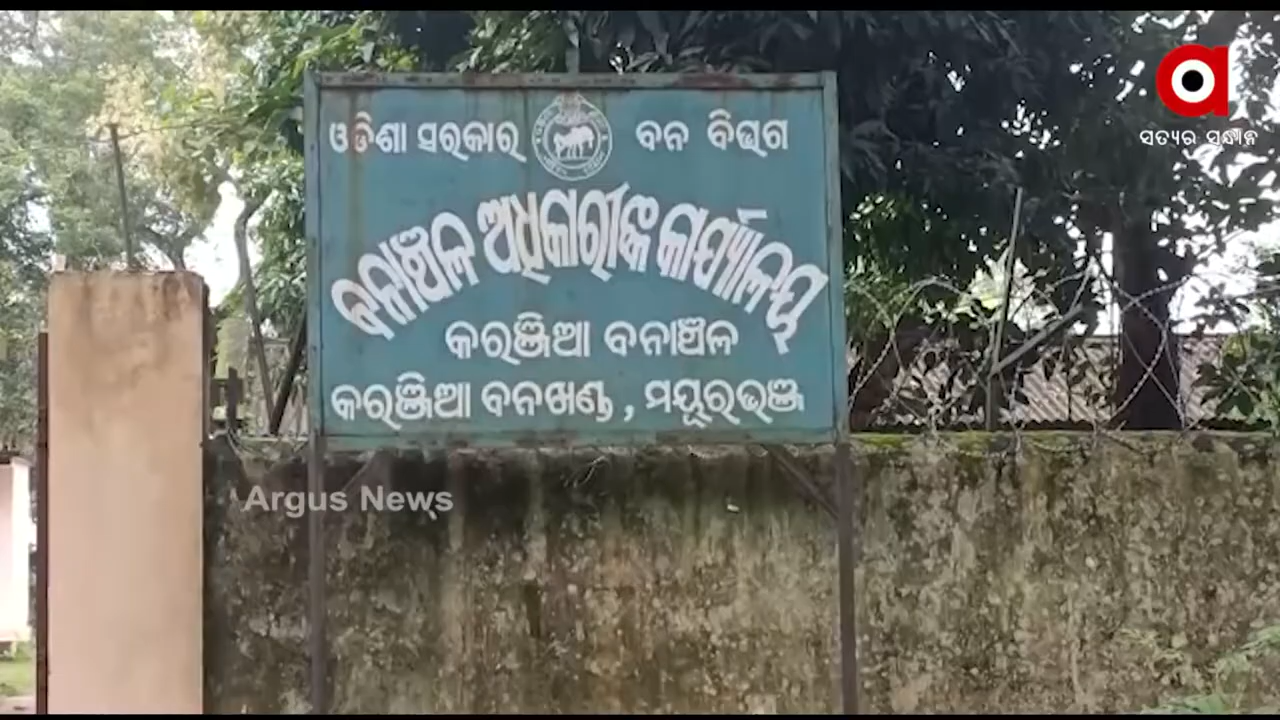 ଓଡିଶା ସରକାର ବନ ବିଭାଗ
ବନାଞ୍ଚଳ ଅଧିକାରୀଙ୍କ କାର୍ଯ୍ୟାଳୟ
କରଞ୍ଜିଆ ବନାଞ୍ଚଳ
କରଞ୍ଜିଆ ବନଖଣ୍ଡ , ମୟୂରଭଞ୍ଜ
ସତ୍ୟର ସନ୍ଧାନ
Argus News